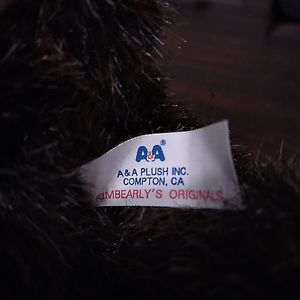 A&A®
A & A PLUSH INC.
COMPTON, CA
IMBEARLY'S ORIGINALS